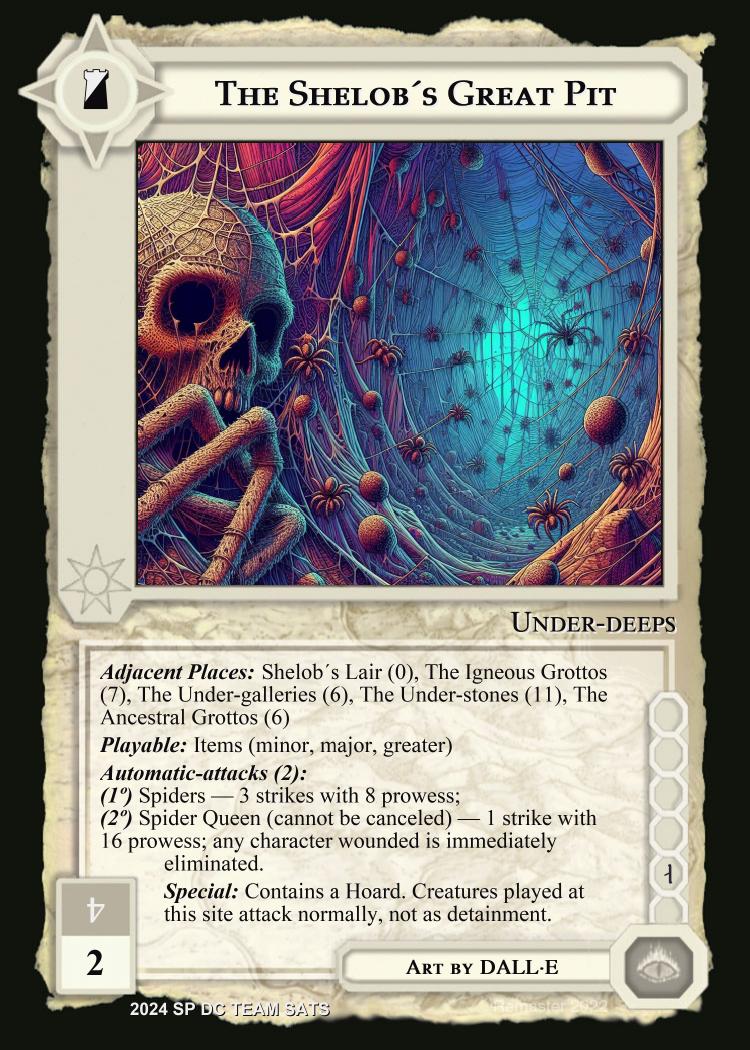 The Shelob´s Great Pit
Under-deeps
Adjacent Places: Shelob´s Lair (0), The Igneous Grottos
(7), The Under-galleries (6), The Under-stones (11), The
Ancestral Grottos (6)
Playable: Items (minor, major, greater)
Automatic-attacks (2):
(1º) Spiders — 3 strikes with 8 prowess;
(2º) Spider Queen (cannot be canceled) — 1 strike with
16 prowess; any character wounded is immediately
eliminated.
Special: Contains a Hoard. Creatures played at
this site attack normally, not as detainment.
4
2
Art by DALL·E
2024 SP DC TEAM SATS